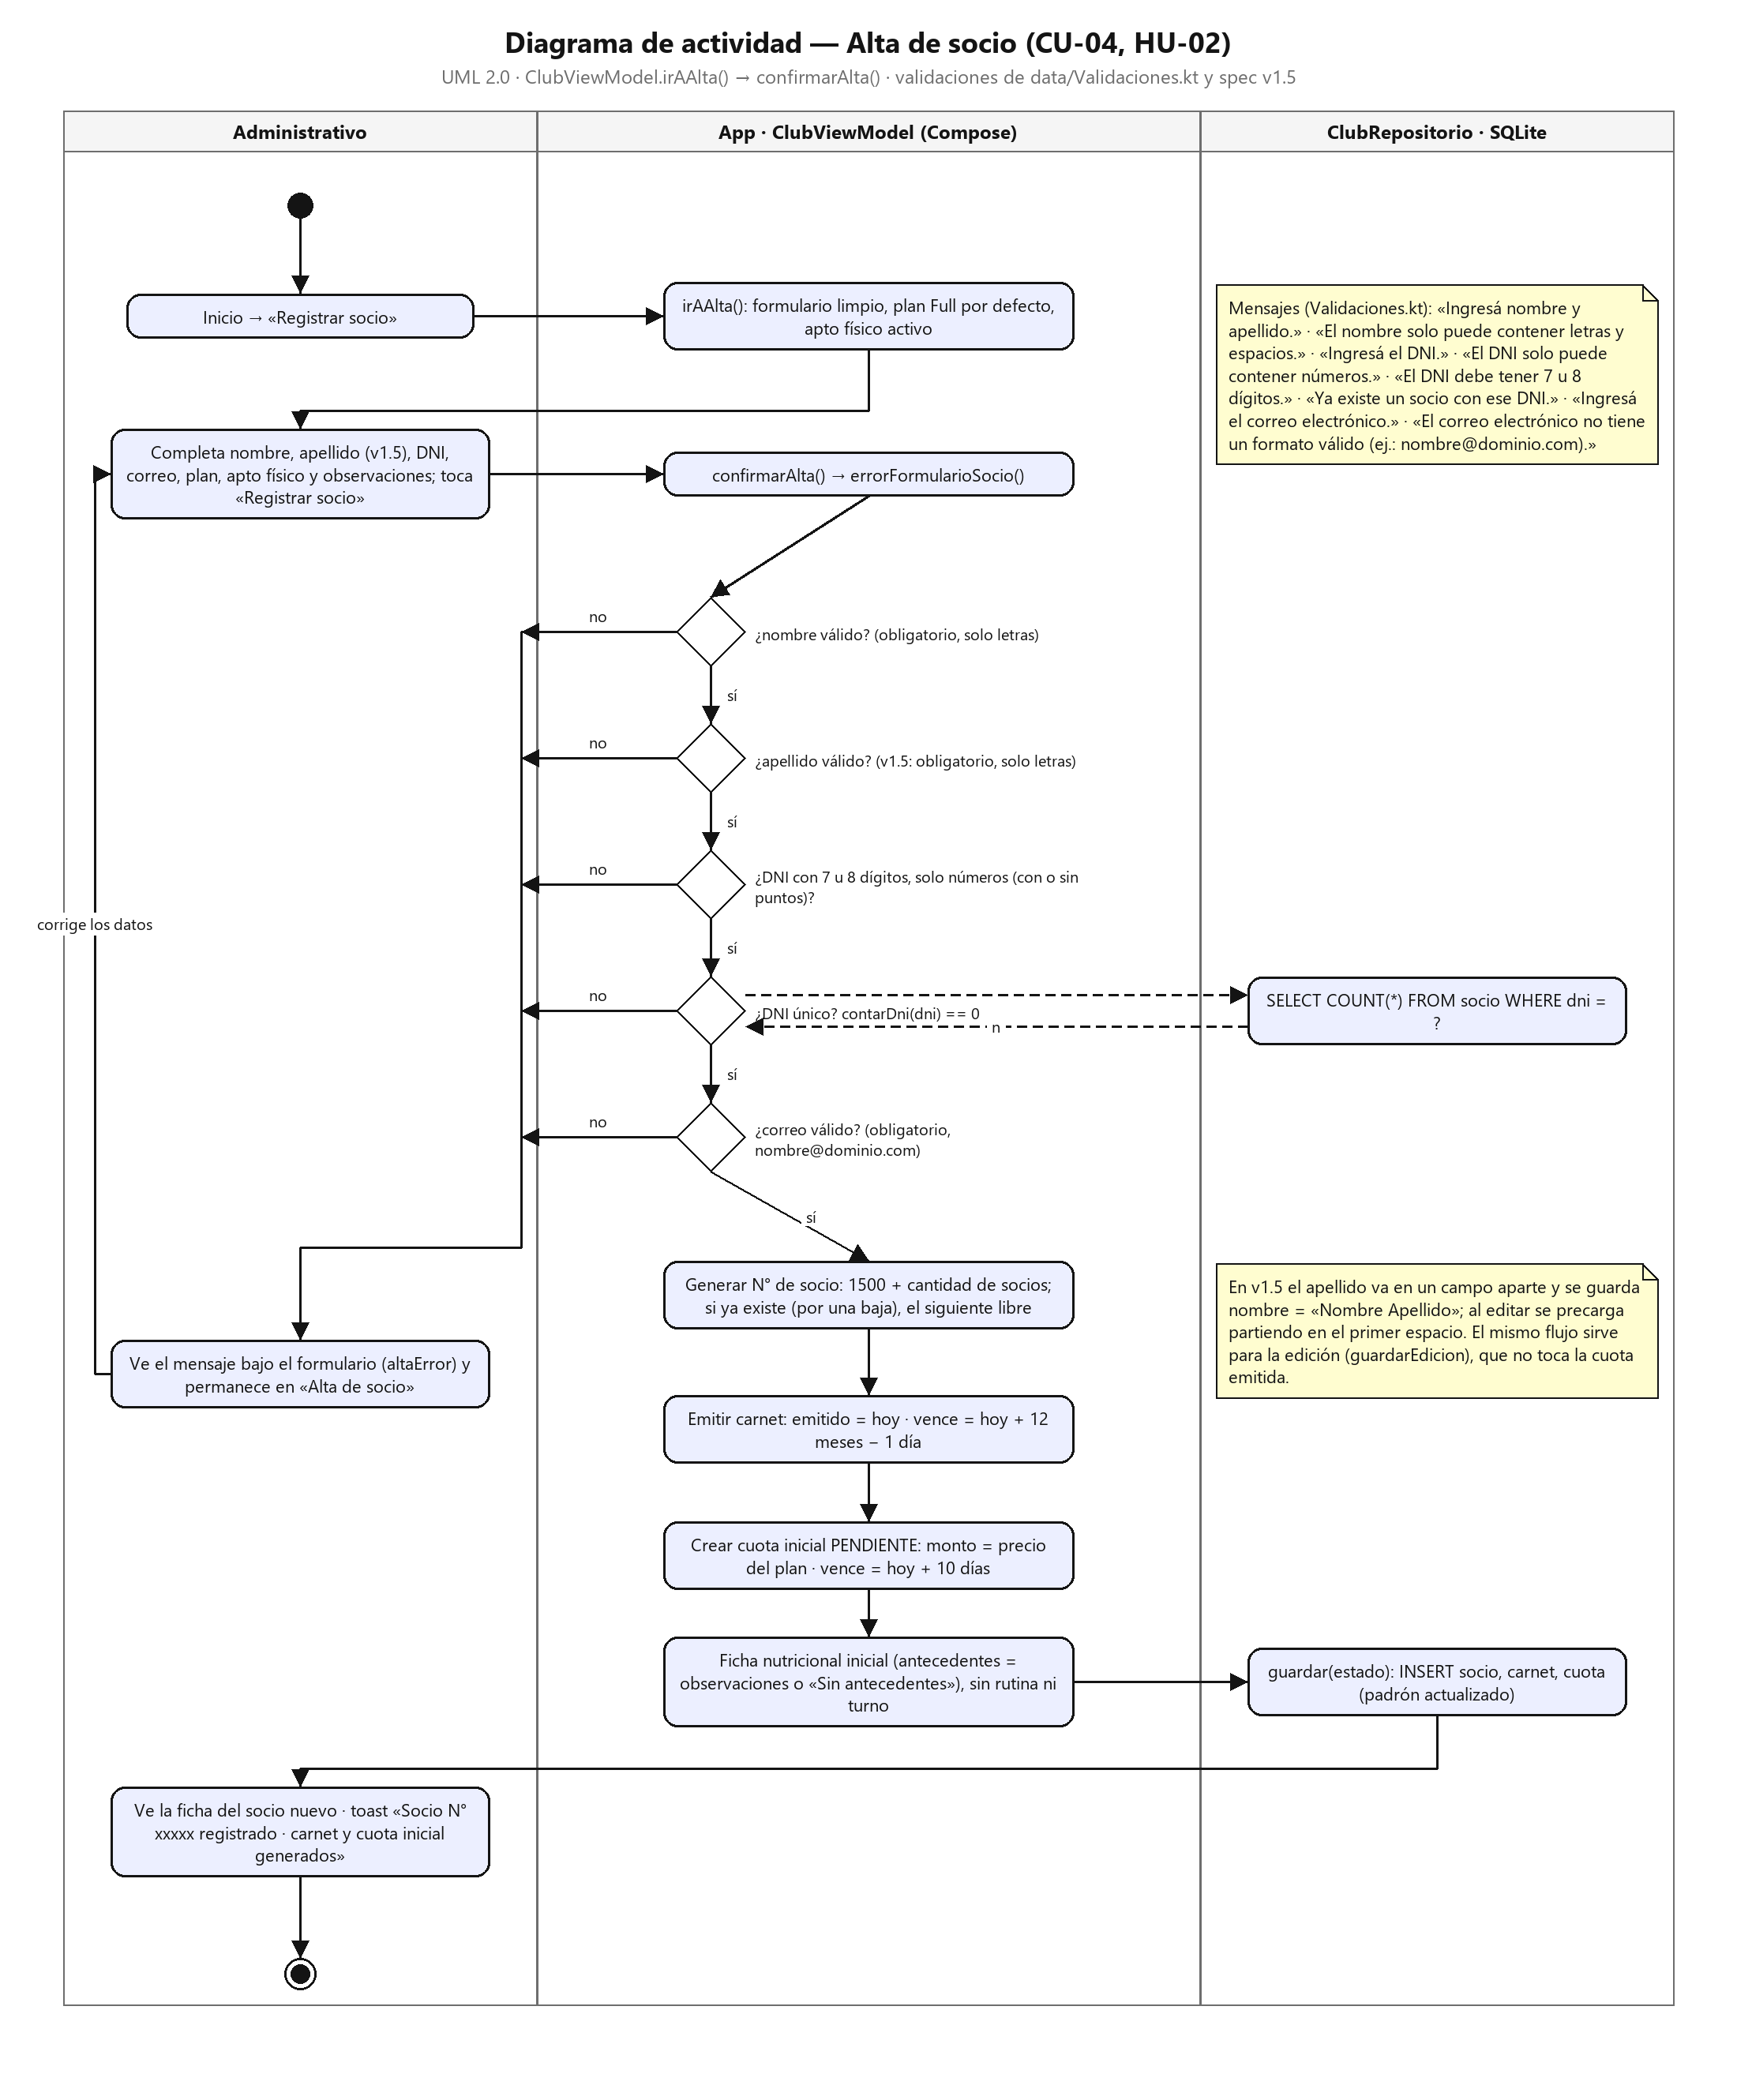 Diagrama de actividad — Alta de socio (CU-04, HU-02)
UML 2.0 · ClubViewModel.irAAlta() → confirmarAlta() · validaciones de data/Validaciones.kt y spec v1.5
Administrativo
App · ClubViewModel (Compose)
ClubRepositorio · SQLite
Inicio → «Registrar socio»
irAAlta(): formulario limpio, plan Full por defecto,
apto físico activo
Mensajes (Validaciones.kt): «Ingresá nombre y
apellido.» · «El nombre solo puede contener letras y
espacios.» · «Ingresá el DNI.» · «El DNI solo puede
contener números.» · «El DNI debe tener 7 u 8
dígitos.» · «Ya existe un socio con ese DNI.» · «Ingresá
el correo electrónico.» · «El correo electrónico no tiene
un formato válido (ej.: nombre@dominio.com).»
Completa nombre, apellido (v1.5), DNI,
correo, plan, apto físico y observaciones; toca
«Registrar socio»
confirmarAlta() → errorFormularioSocio()
no
¿nombre válido? (obligatorio, solo letras)
sí
no
¿apellido válido? (v1.5: obligatorio, solo letras)
sí
no
¿DNI con 7 u 8 dígitos, solo números (con o sin
puntos)?
corrige los datos
sí
no
¿DNI único? contarDni(dni) == 0
n
SELECT COUNT(*) FROM socio WHERE dni =
?
sí
no
¿correo válido? (obligatorio,
nombre@dominio.com)
sí
Generar N° de socio: 1500 + cantidad de socios;
si ya existe (por una baja), el siguiente libre
En v1.5 el apellido va en un campo aparte y se guarda
nombre = «Nombre Apellido»; al editar se precarga
partiendo en el primer espacio. El mismo flujo sirve
para la edición (guardarEdicion), que no toca la cuota
emitida.
Ve el mensaje bajo el formulario (altaError) y
permanece en «Alta de socio»
Emitir carnet: emitido = hoy · vence = hoy + 12
meses − 1 día
Crear cuota inicial PENDIENTE: monto = precio
del plan · vence = hoy + 10 días
Ficha nutricional inicial (antecedentes =
observaciones o «Sin antecedentes»), sin rutina ni
turno
guardar(estado): INSERT socio, carnet, cuota
(padrón actualizado)
Ve la ficha del socio nuevo · toast «Socio N°
xxxxx registrado · carnet y cuota inicial
generados»